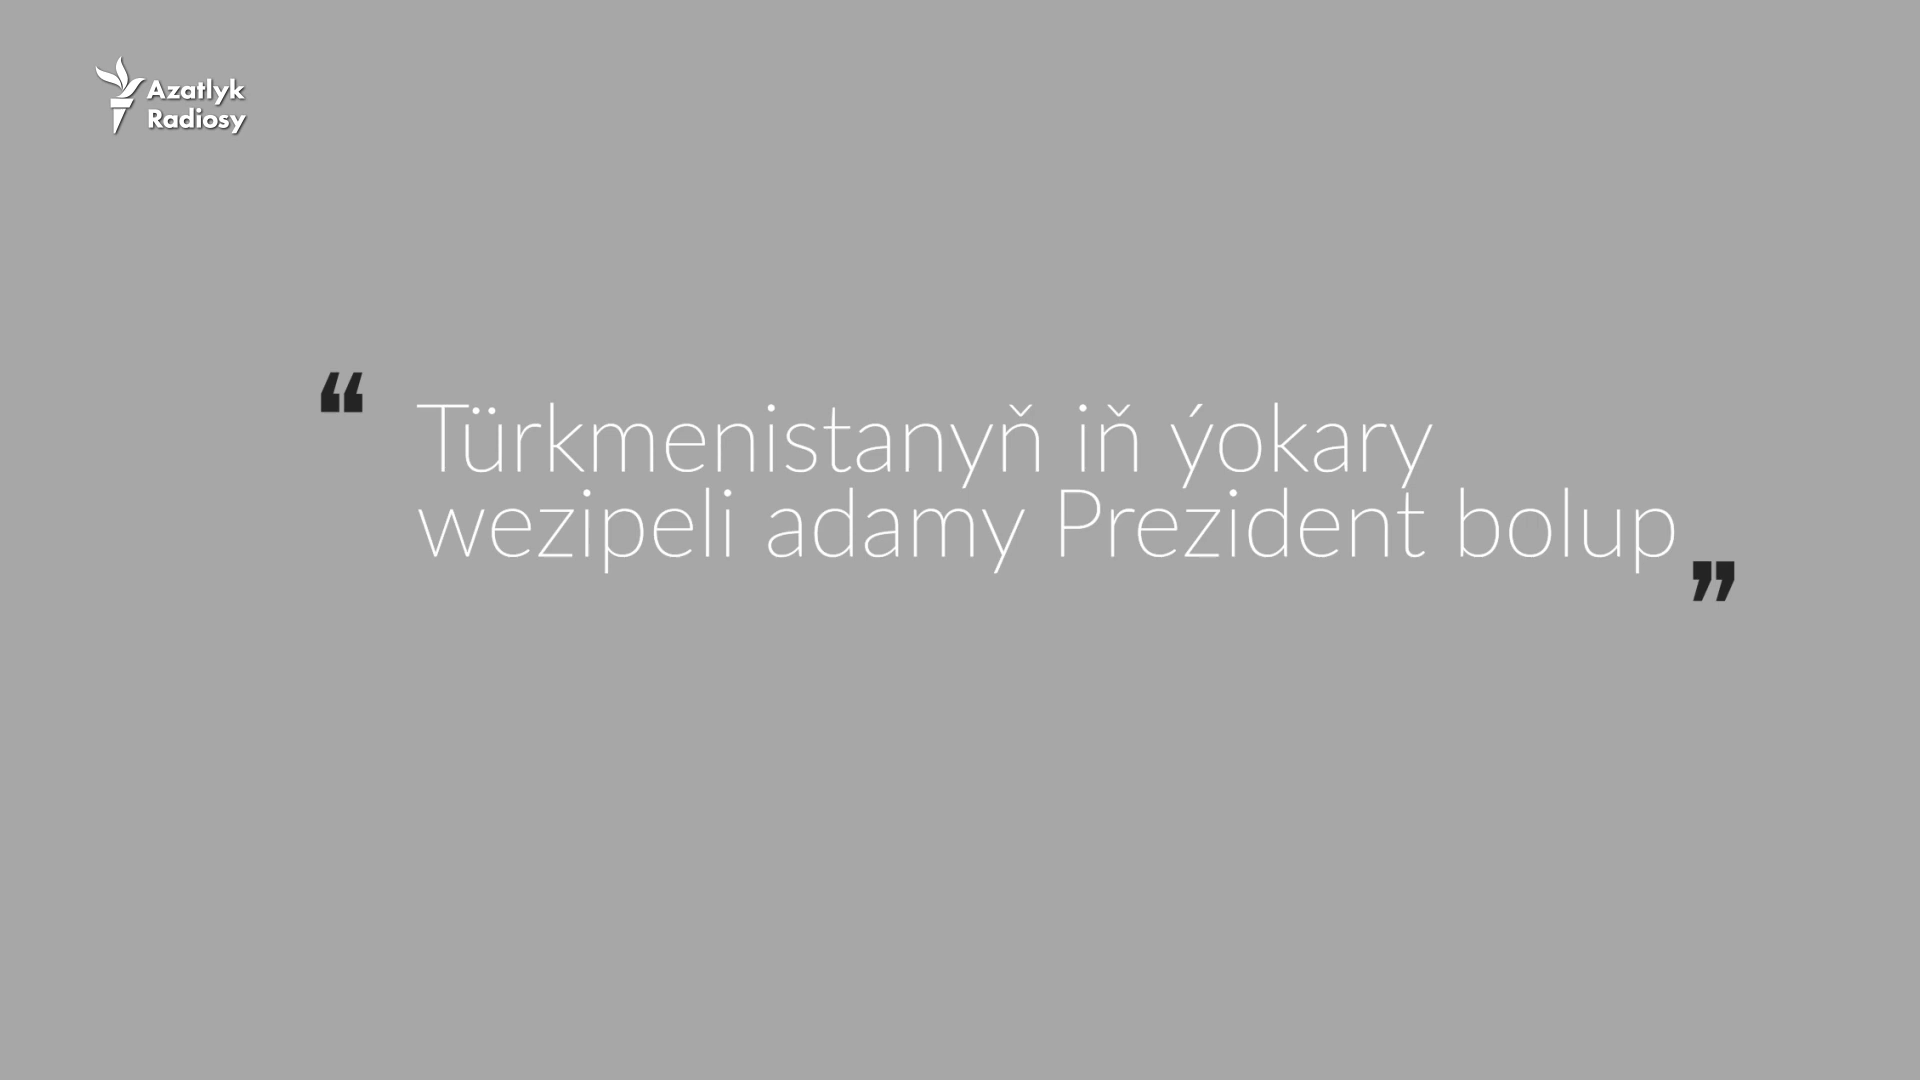 Azatlyk
Radiosy
“ Türkmenistanyň iň ýokary
wezipeli adamy Prezident bolup ”